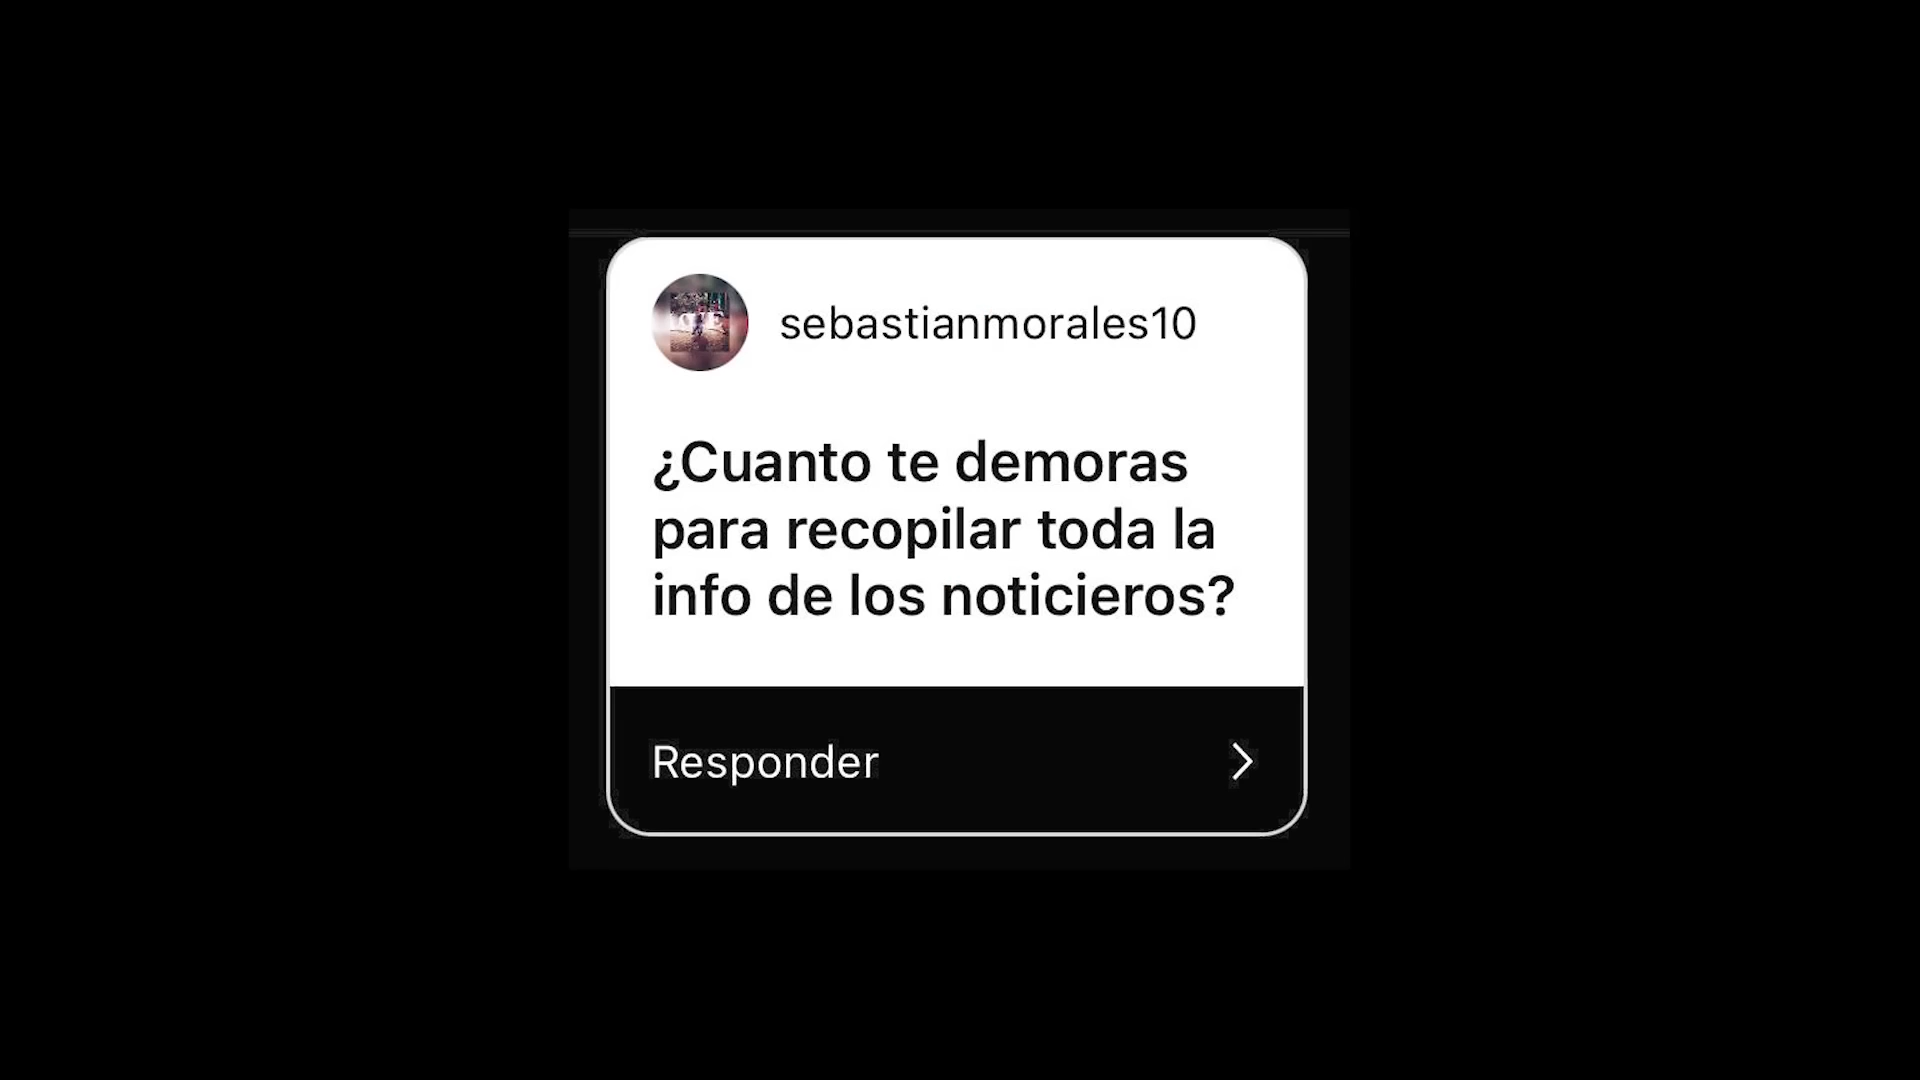 sebastianmorales10
¿Cuanto te demoras
para recopilar toda la
info de los noticieros?
Responder